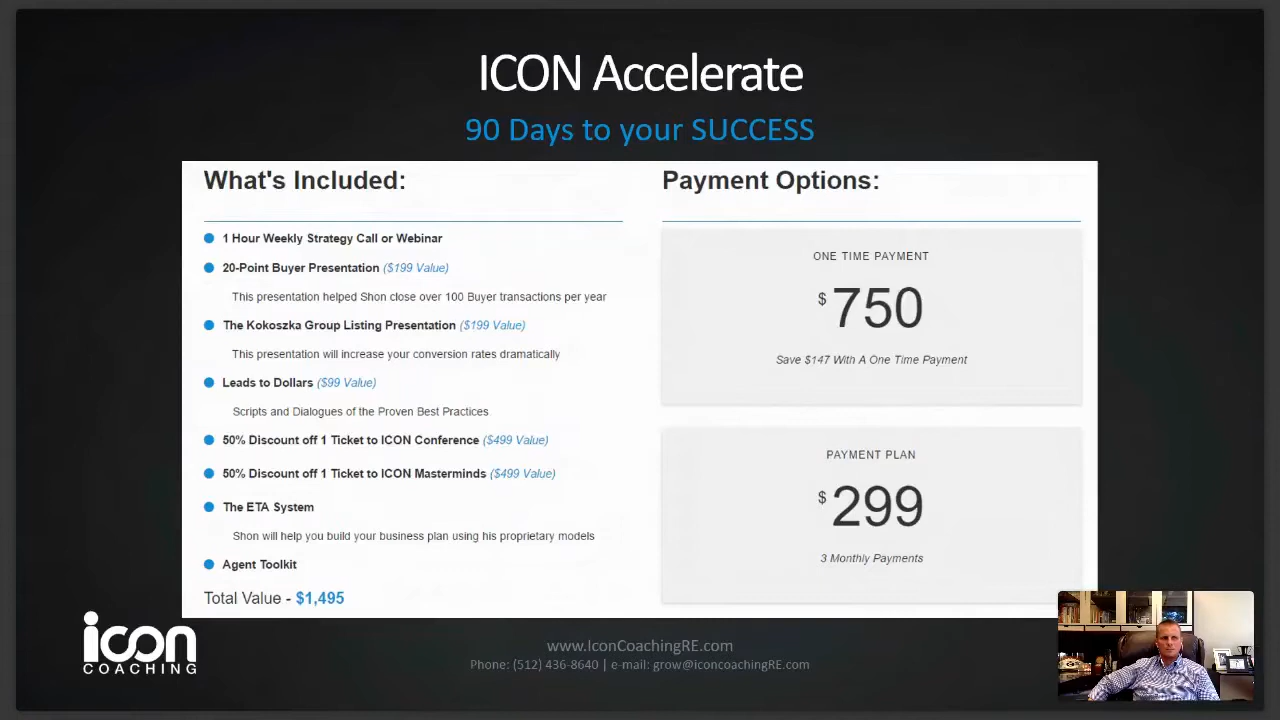 ICON Accelerate
90 Days to your SUCCESS
What's Included:
1 Hour Weekly Strategy Call or Webinar
20-Point Buyer Presentation ($199 Value)
This presentation helped Shon close over 100 Buyer transactions per year
The Kokoszka Group Listing Presentation ($199 Value)
This presentation will increase your conversion rates dramatically
Leads to Dollars ($99 Value)
Scripts and Dialogues of the Proven Best Practices
50% Discount off 1 Ticket to ICON Conference ($499 Value)
50% Discount off 1 Ticket to ICON Masterminds ($499 Value)
The ETA System
Shon will help you build your business plan using his proprietary models
Agent Toolkit
Total Value - $1,495
Payment Options:
ONE TIME PAYMENT
$750
Save $147 With A One Time Payment
PAYMENT PLAN
$299
3 Monthly Payments
icon
COACHING
www.IconCoachingRE.com
Phone: (512) 436-8640 | e-mail: grow@iconcoachingRE.com